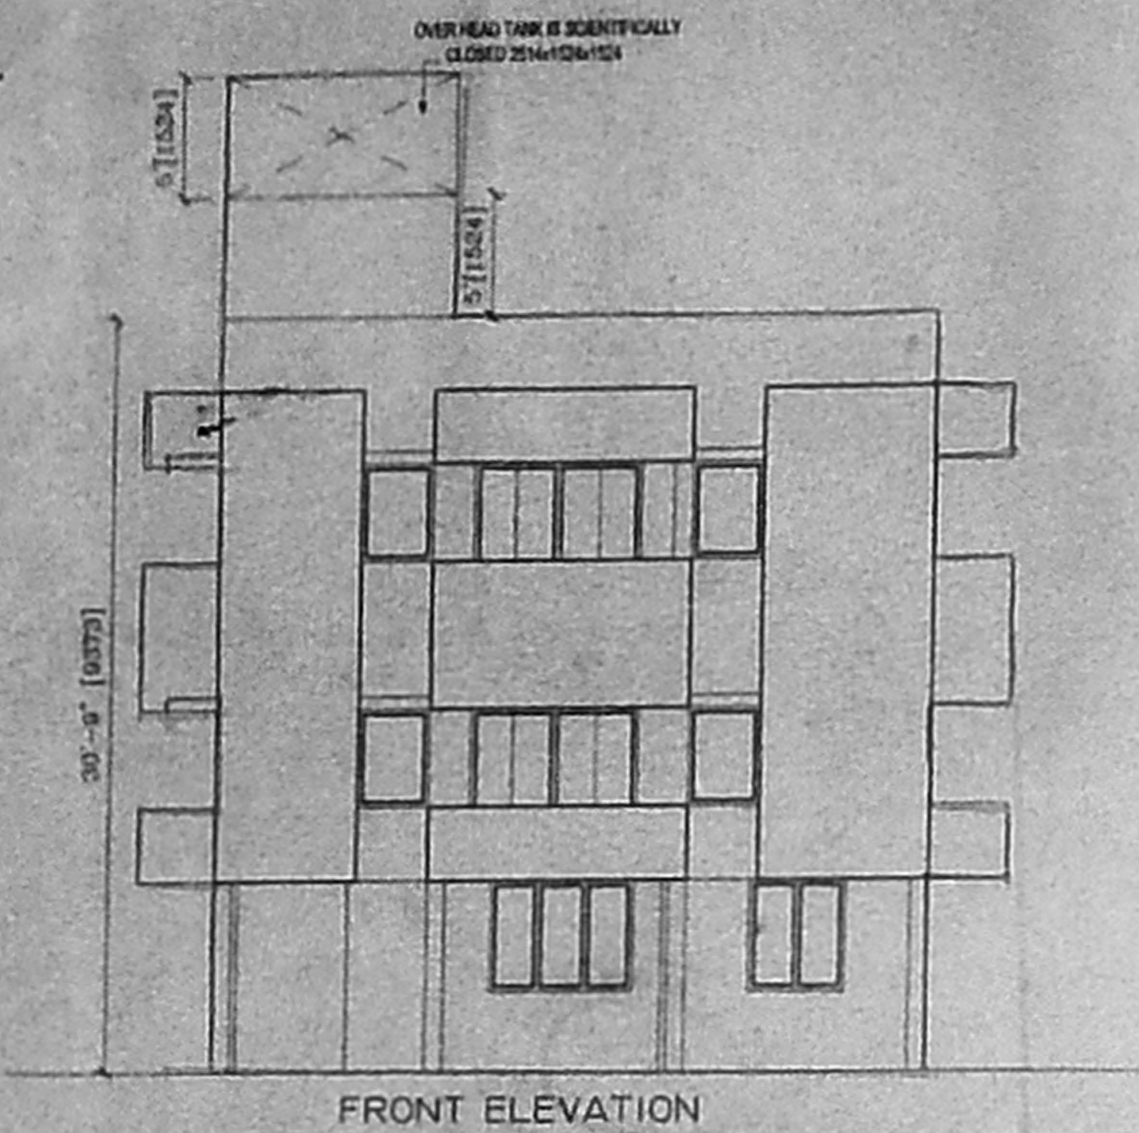 OVER HEAD TANK IS SCIENTIFICALLY
CLOSED 2514x1524x1524
5'[1524]
5'[1524]
30'-9" [9373]
FRONT ELEVATION